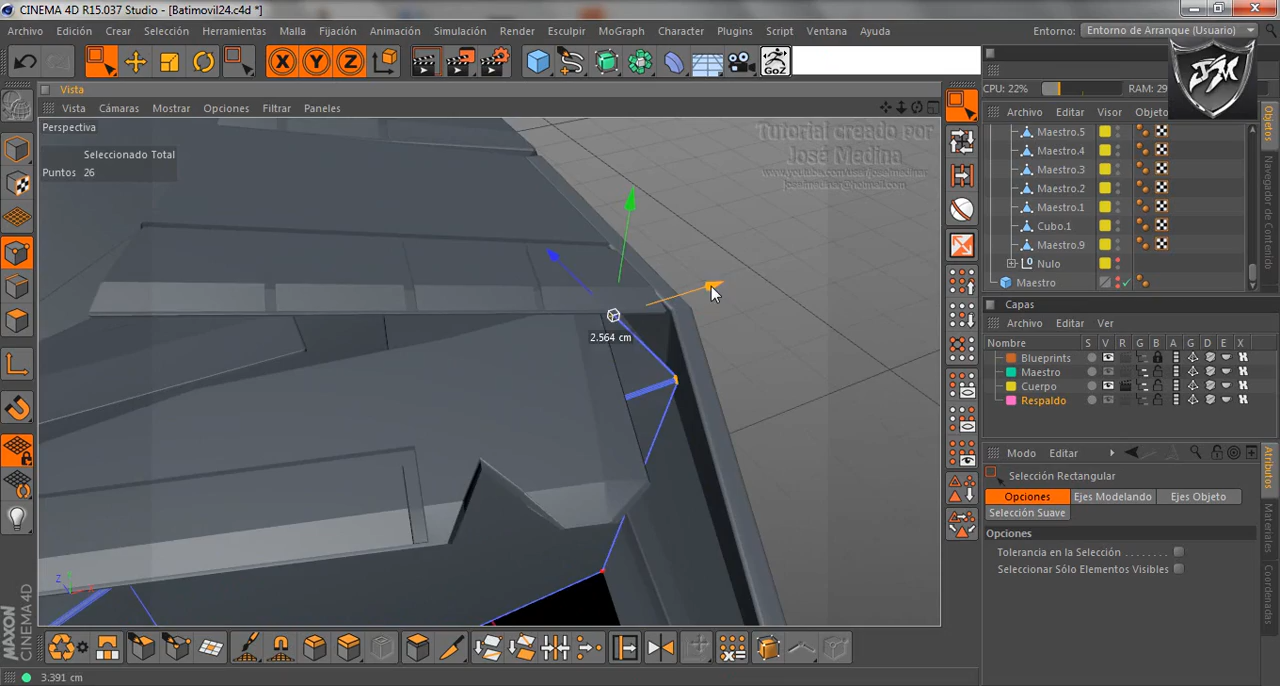 CINEMA 4D R15.037 Studio - [Batimovil24.c4d *]
Archivo Edición Crear Selección Herramientas Malla Fijación Animación Simulación Render Esculpir MoGraph Character Plugins Script Ventana Ayuda Entorno: Entorno de Arranque (Usuario)
X Y Z GoZ
JM
Vista
CPU: 22% RAM: 29
Vista Cámaras Mostrar Opciones Filtrar Paneles
Archivo Editar Visor Objeto
Perspectiva
Seleccionado Total
Puntos 26
Tutorial creado por
José Medina
Maestro.5
Maestro.4
Maestro.3
Maestro.2
Maestro.1
Cubo.1
Maestro.9
Nulo
Maestro
Objetos
Navegador de Contenido
Capas
Archivo Editar Ver
Nombre S V R M L A G D E X
Blueprints
Maestro
Cuerpo
Respaldo
2.564 cm
Modo Editar
Selección Rectangular
Opciones Ejes Modelando Ejes Objeto
Selección Suave
Opciones
Tolerancia en la Selección
Seleccionar Sólo Elementos Visibles
Atributos
Materiales
Coordenadas
Z
MAXON
CINEMA 4D
3.391 cm